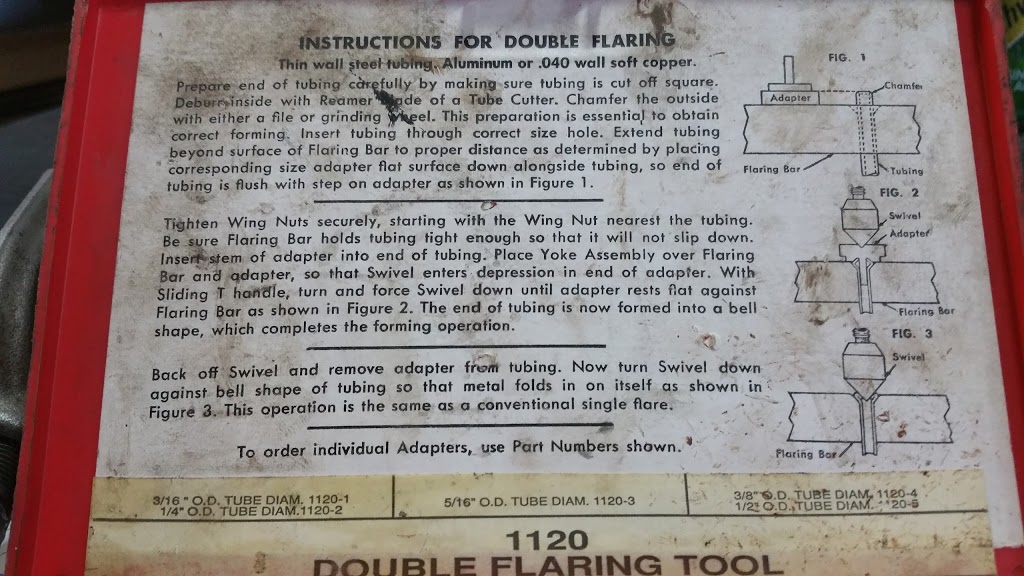 INSTRUCTIONS FOR DOUBLE FLARING
Thin wall steel tubing. Aluminum or .040 wall soft copper.
Prepare end of tubing carefully by making sure tubing is cut off square.
Deburr inside with Reamer of a Tube Cutter. Chamfer the outside
with either a file or grinding wheel. This preparation is essential to obtain
correct forming. Insert tubing through correct size hole. Extend tubing
beyond surface of Flaring Bar to proper distance as determined by placing
corresponding size adapter flat surface down alongside tubing, so end of
tubing is flush with step on adapter as shown in Figure 1.
Tighten Wing Nuts securely, starting with the Wing Nut nearest the tubing.
Be sure Flaring Bar holds tubing tight enough so that it will not slip down.
Insert stem of adapter into end of tubing. Place Yoke Assembly over Flaring
Bar and adapter, so that Swivel enters depression in end of adapter. With
Sliding T handle, turn and force Swivel down until adapter rests flat against
Flaring Bar as shown in Figure 2. The end of tubing is now formed into a bell
shape, which completes the forming operation.
Back off Swivel and remove adapter from tubing. Now turn Swivel down
against bell shape of tubing so that metal folds in on itself as shown in
Figure 3. This operation is the same as a conventional single flare.
To order individual Adapters, use Part Numbers shown.
FIG. 1
Chamfer
Adapter
Flaring Bar
Tubing
FIG. 2
Swivel
Adapter
Flaring Bar
FIG. 3
Swivel
Flaring Bar
3/16" O.D. TUBE DIAM. 1120-1
1/4" O.D. TUBE DIAM.1120-2
5/16" O.D. TUBE DIAM. 1120-3
3/8" O.D. TUBE DIAM. 1120-4
1/2" O.D. TUBE DIAM. 20-5
1120
DOUBLE FLARING TOOL